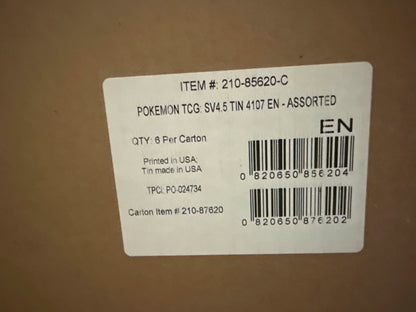 ITEM #: 210-85620-C
POKEMON TCG: SV4.5 TIN 4107 EN - ASSORTED
EN
QTY: 6 Per Carton
0 820650 856204
Printed in USA;
Tin made in USA
TPCi: PO-024734
Carton Item # 210-87620
0 820650 876202